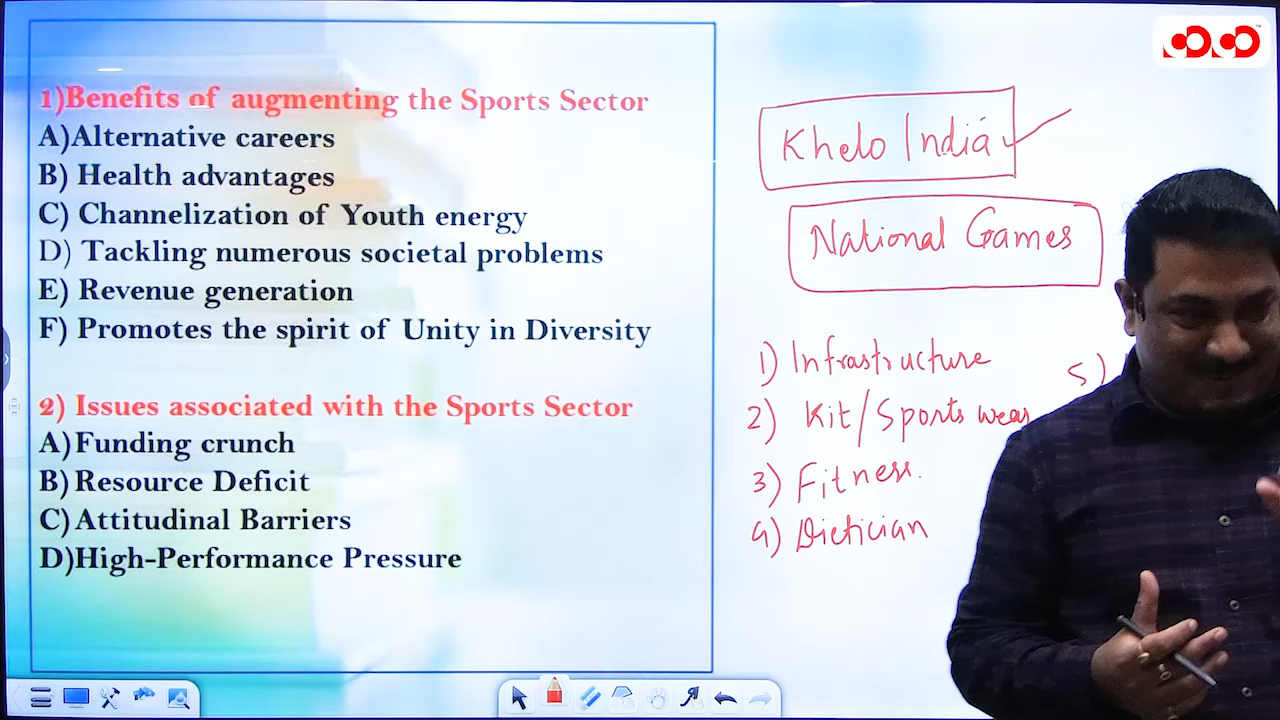 1)Benefits of augmenting the Sports Sector
A)Alternative careers
B) Health advantages
C) Channelization of Youth energy
D) Tackling numerous societal problems
E) Revenue generation
F) Promotes the spirit of Unity in Diversity
2) Issues associated with the Sports Sector
A)Funding crunch
B) Resource Deficit
C) Attitudinal Barriers
D)High-Performance Pressure
Khelo India
National Games
1) Infrastructure
2) Kit/Sports wear
3) Fitness.
4) Dietician
5)